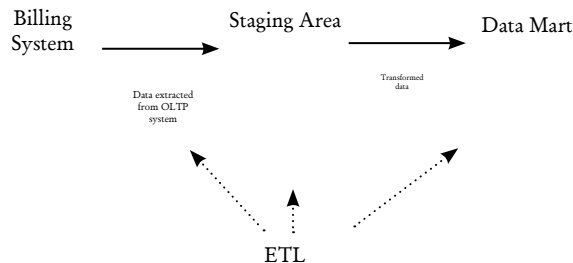 Billing
System
Staging Area
Data Mart
Data extracted
from OLTP
system
Transformed
data
ETL